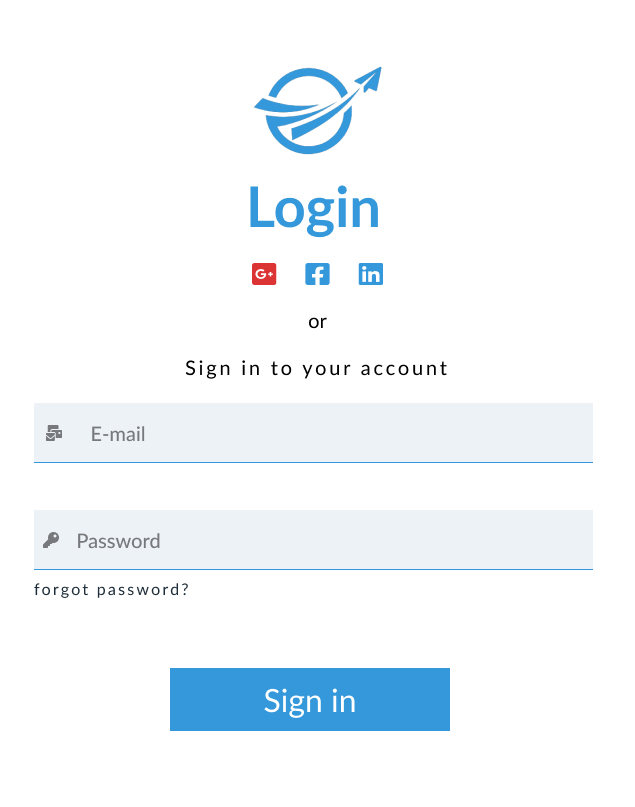 Login
G+ f in
or
Sign in to your account
E-mail
Password
forgot password?
Sign in